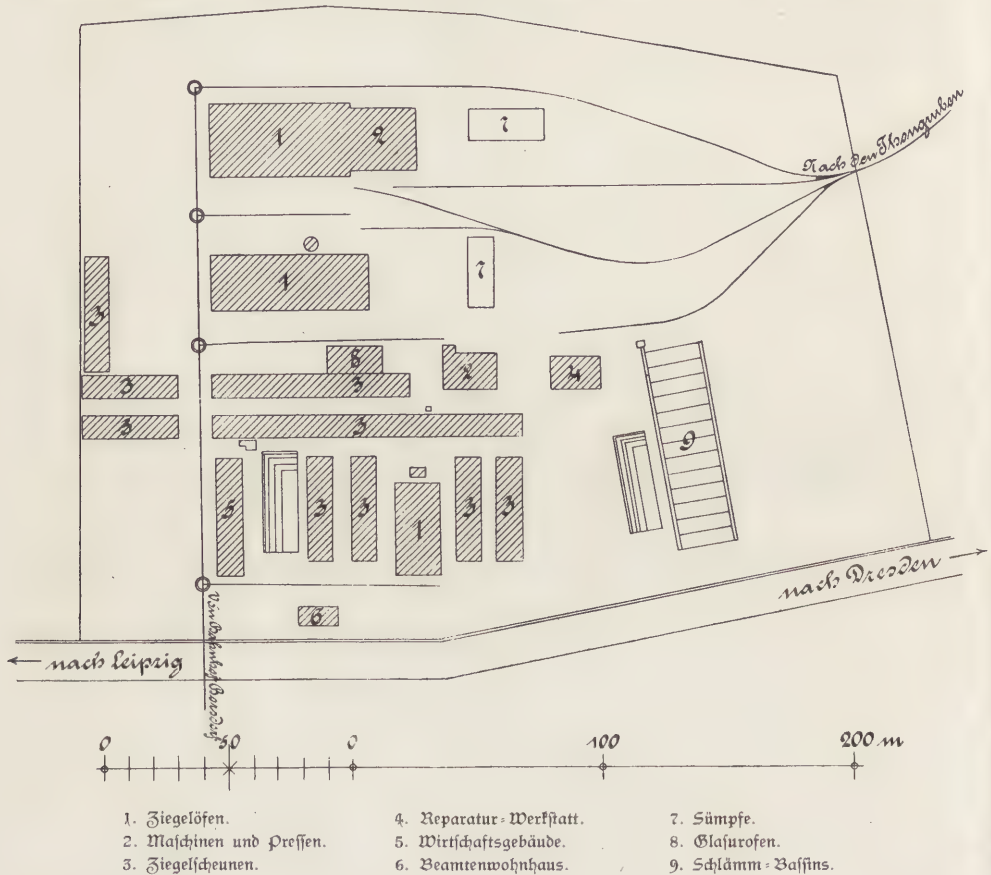 1 2 7
Nach den Thongruben
1 7
3
8 2 4
3 3
3 3 9
5 3 3 1 3 3
nach Dresden
6
Von Bahnhof Borsdorf
← nach Leipzig
0 50 0 100 200 m
1. Ziegelöfen.
2. Maſchinen und Preſſen.
3. Ziegelſcheunen.
4. Reparatur-Werkſtatt.
5. Wirtſchaftsgebäude.
6. Beamtenwohnhaus.
7. Sümpfe.
8. Glaſurofen.
9. Schlämm-Baſſins.